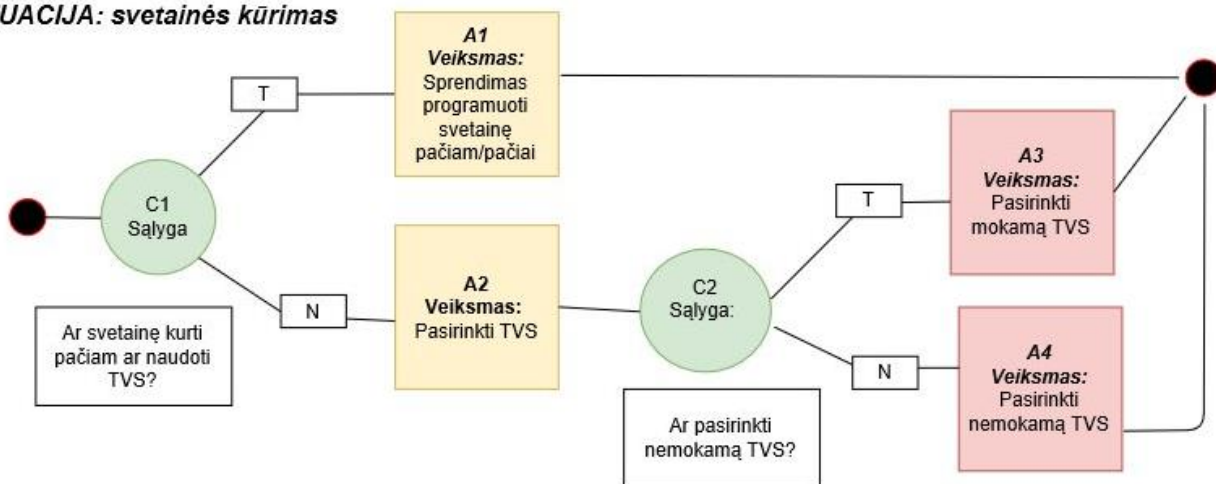 UACIJA: svetainės kūrimas
A1
Veiksmas:
Sprendimas
programuoti
svetainę
pačiam/pačiai
T
C1
Sąlyga
N
Ar svetainę kurti
pačiam ar naudoti
TVS?
A2
Veiksmas:
Pasirinkti TVS
C2
Sąlyga:
Ar pasirinkti
nemokamą TVS?
T
A3
Veiksmas:
Pasirinkti
mokamą TVS
N
A4
Veiksmas:
Pasirinkti
nemokamą TVS